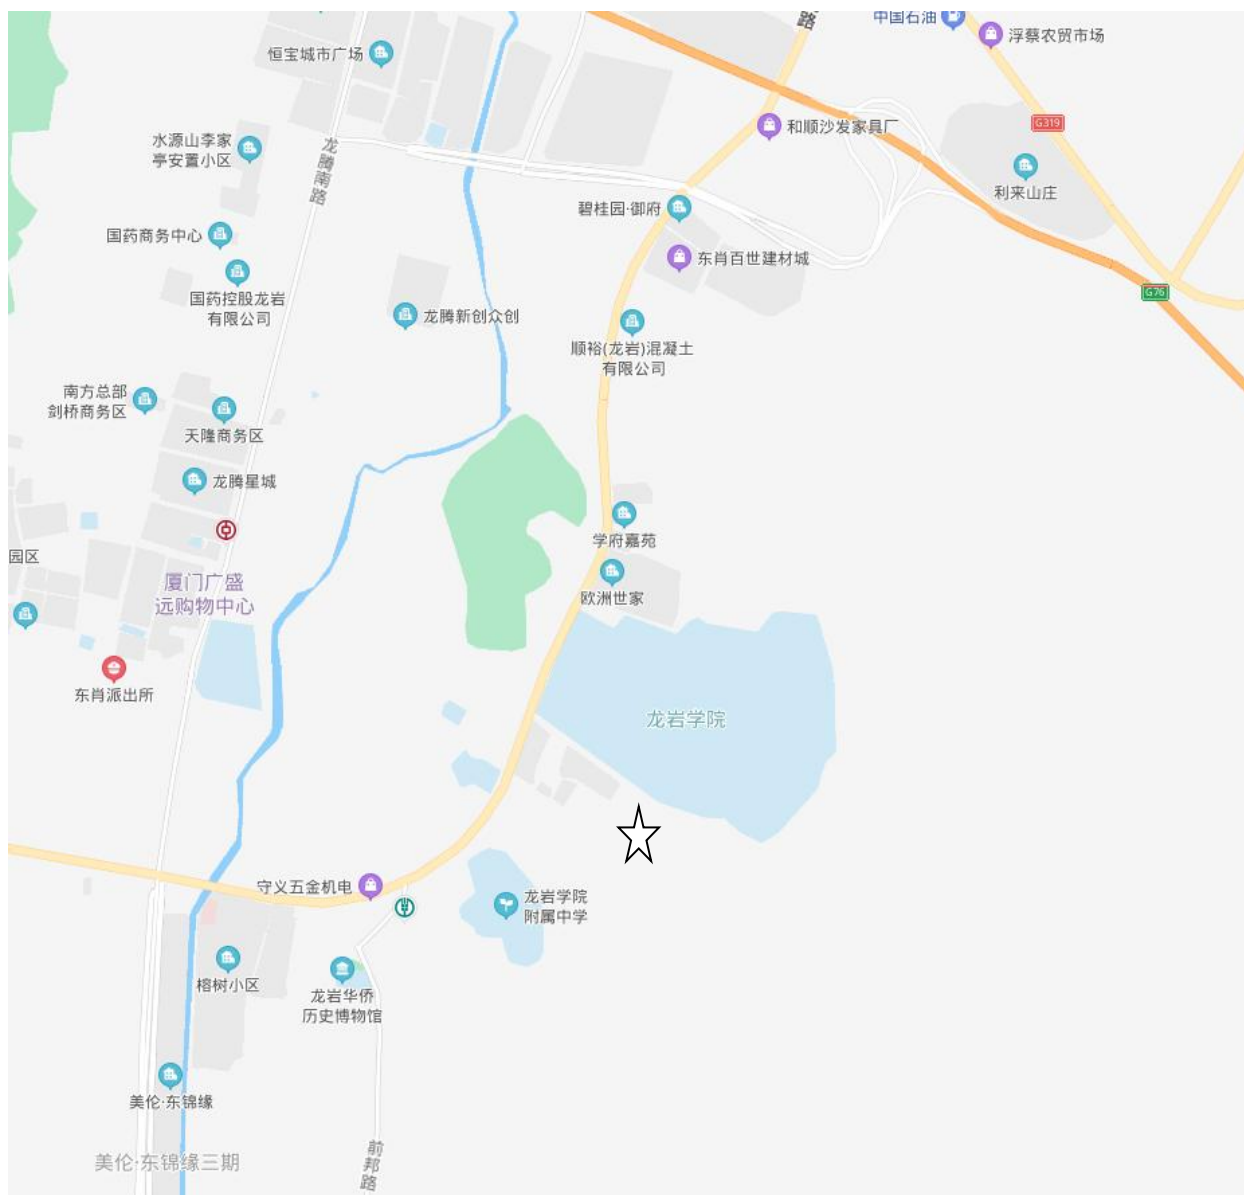 中国石油
浮蔡农贸市场
路
恒宝城市广场
G319
和顺沙发家具厂
水源山李家
亭安置小区
龙腾南路
利来山庄
碧桂园·御府
国药商务中心
东肖百世建材城
G76
国药控股龙岩
有限公司
龙腾新创众创
顺裕(龙岩)混凝土
有限公司
南方总部
剑桥商务区
天隆商务区
龙腾星城
学府嘉苑
园区
厦门广盛
远购物中心
欧洲世家
东肖派出所
龙岩学院
守义五金机电
龙岩学院
附属中学
榕树小区
龙岩华侨
历史博物馆
美伦·东锦缘
前邦路
美伦·东锦缘三期